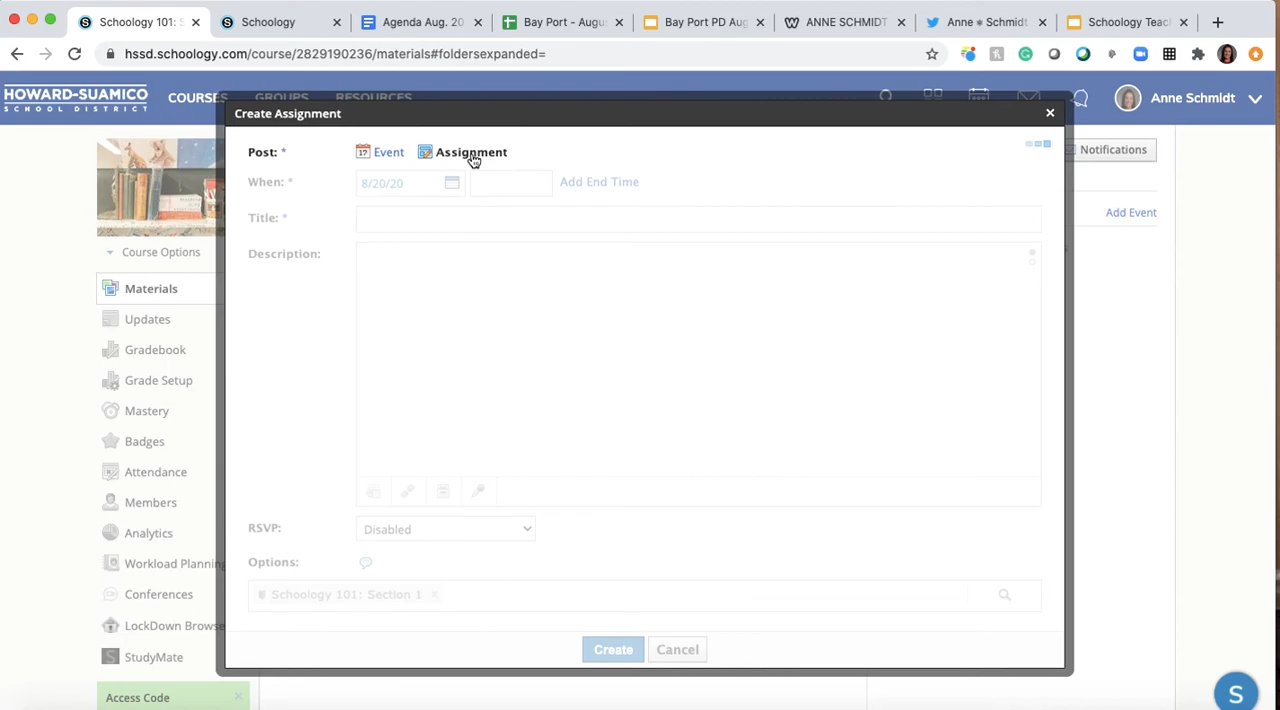 Schoology 101: S
Schoology
Agenda Aug. 20
Bay Port - Augu
Bay Port PD Aug
ANNE SCHMIDT
Anne ☀ Schmidt
Schoology Teac
hssd.schoology.com/course/2829190236/materials#foldersexpanded=
HOWARD-SUAMICO
SCHOOL DISTRICT
COURSES
GROUPS
RESOURCES
Anne Schmidt
Create Assignment
Post: *
Event
Assignment
Notifications
When: *
8/20/20
Add End Time
Title: *
Add Event
Description:
Course Options
Materials
Updates
Gradebook
Grade Setup
Mastery
Badges
Attendance
Members
Analytics
RSVP:
Disabled
Options:
Workload Planning
Schoology 101: Section 1 x
Conferences
LockDown Browse
Create
Cancel
StudyMate
Access Code
S